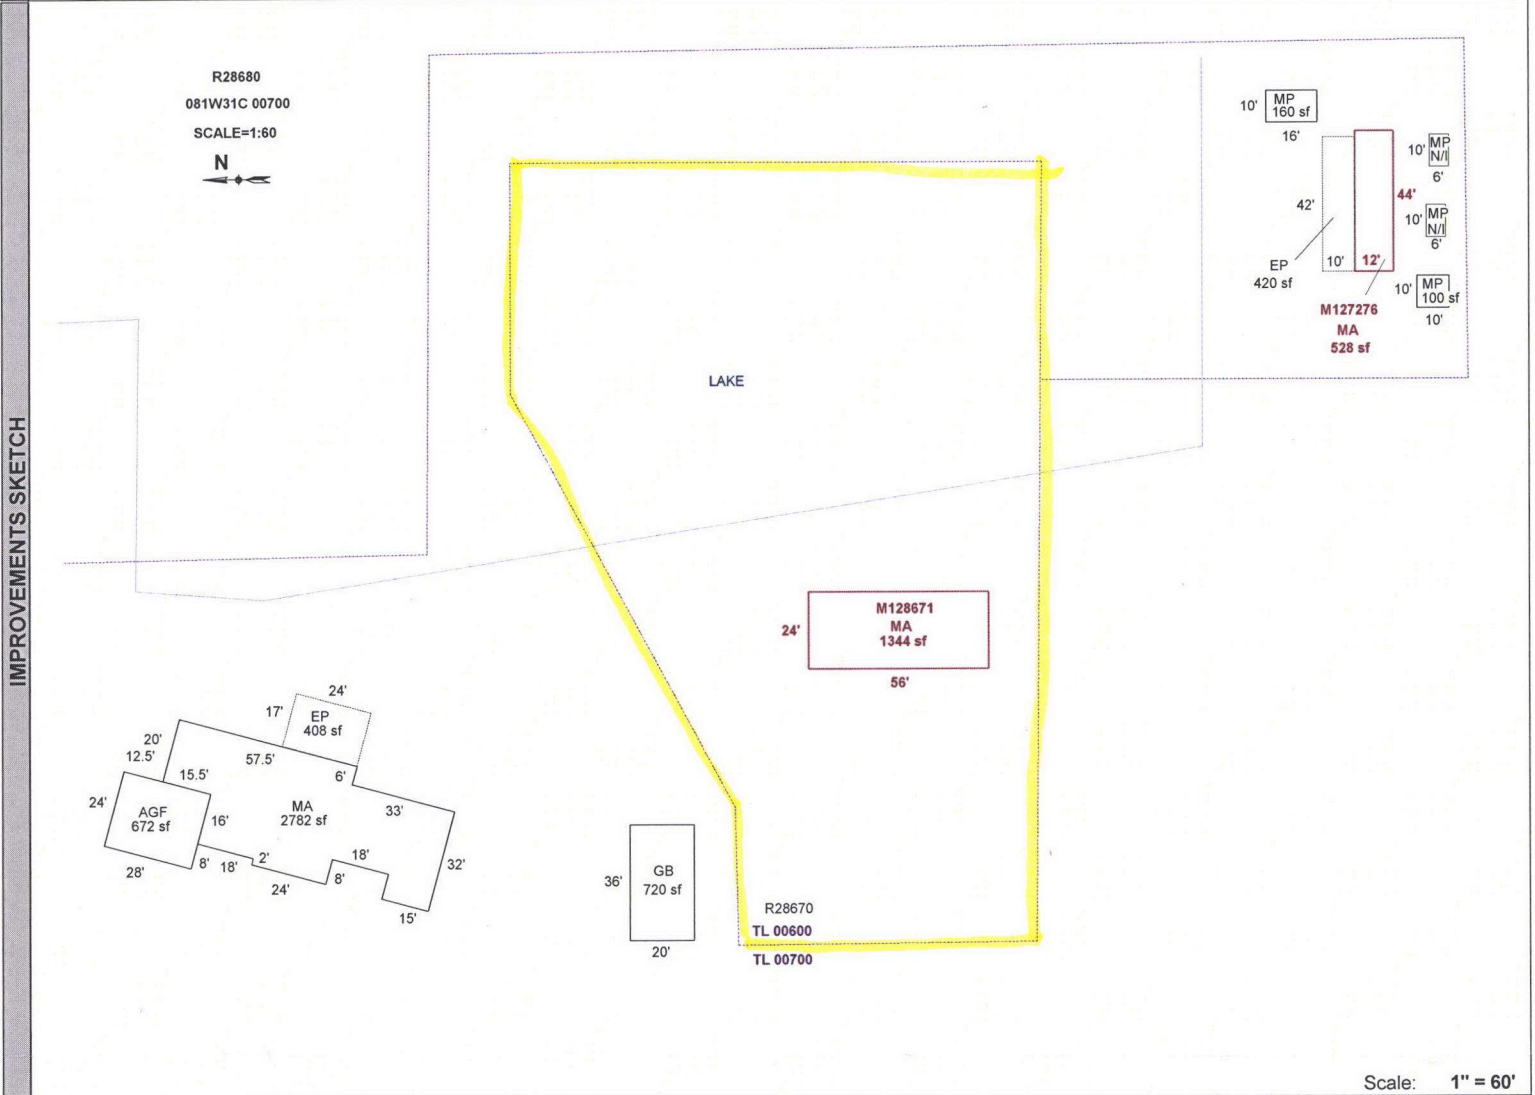 IMPROVEMENTS SKETCH
R28680
081W31C 00700
SCALE=1:60
N
MP
160 sf
10'
16'
10'
MP
N/I
6'
44'
42'
10'
MP
N/I
6'
EP
420 sf
10'
12'
10'
MP
100 sf
10'
M127276
MA
528 sf
LAKE
M128671
MA
1344 sf
24'
56'
24'
17'
EP
408 sf
20'
12.5'
57.5'
15.5'
6'
24'
AGF
672 sf
16'
MA
2782 sf
33'
8'
18'
2'
18'
32'
28'
24'
8'
15'
36'
GB
720 sf
20'
R28670
TL 00600
TL 00700
Scale: 1" = 60'